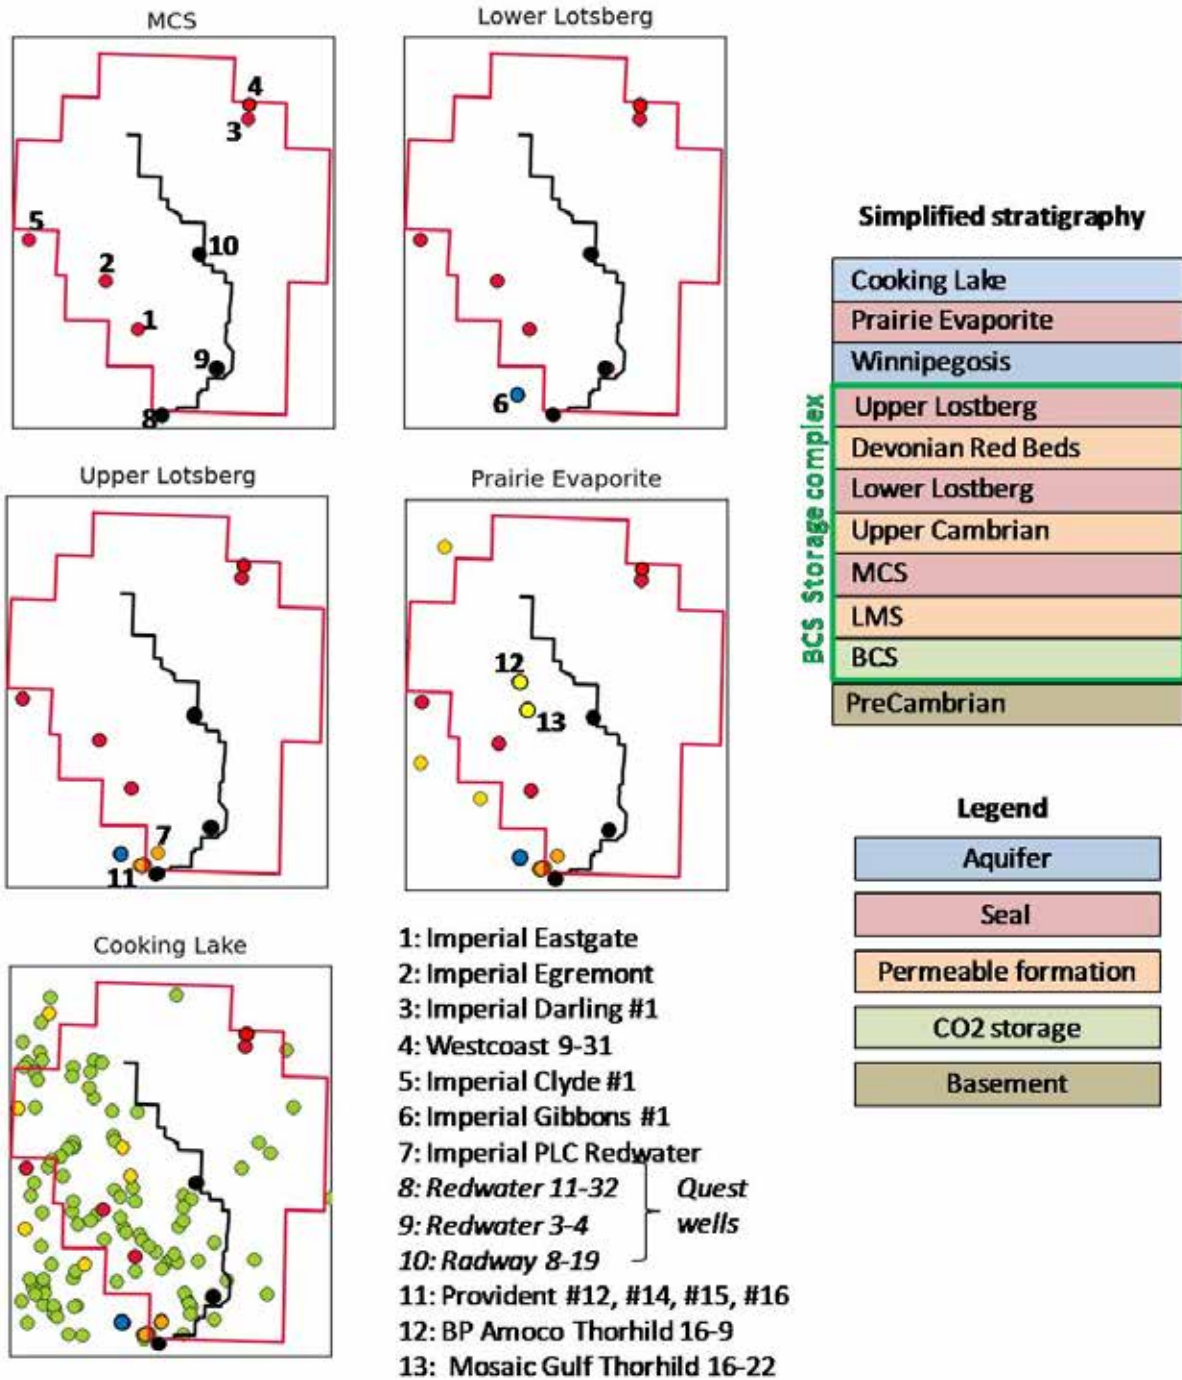 MCS
4
3
5
10
2
1
9
8
Lower Lotsberg
6
Upper Lotsberg
7
11
Prairie Evaporite
12
13
Cooking Lake
1: Imperial Eastgate
2: Imperial Egremont
3: Imperial Darling #1
4: Westcoast 9-31
5: Imperial Clyde #1
6: Imperial Gibbons #1
7: Imperial PLC Redwater
8: Redwater 11-32
9: Redwater 3-4
10: Radway 8-19
Quest
wells
11: Provident #12, #14, #15, #16
12: BP Amoco Thorhild 16-9
13: Mosaic Gulf Thorhild 16-22
Simplified stratigraphy
Cooking Lake
Prairie Evaporite
Winnipegosis
Upper Lostberg
Devonian Red Beds
Lower Lostberg
Upper Cambrian
MCS
LMS
BCS
PreCambrian
BCS Storage complex
Legend
Aquifer
Seal
Permeable formation
CO2 storage
Basement